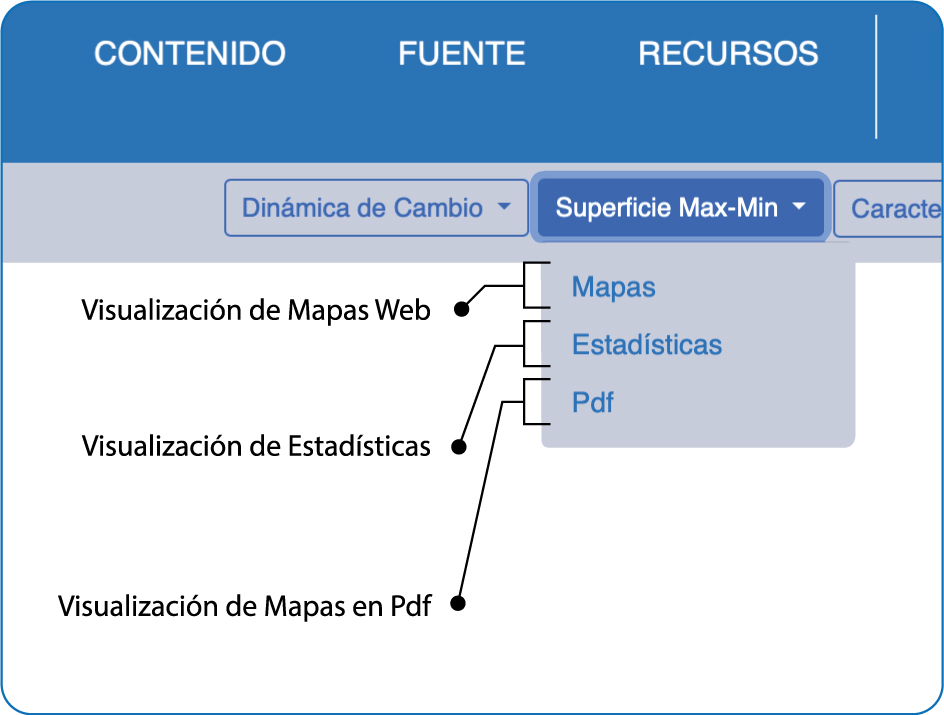 CONTENIDO FUENTE RECURSOS
Dinámica de Cambio Superficie Max-Min Caracte
Mapas
Visualización de Mapas Web
Estadísticas
Pdf
Visualización de Estadísticas
Visualización de Mapas en Pdf